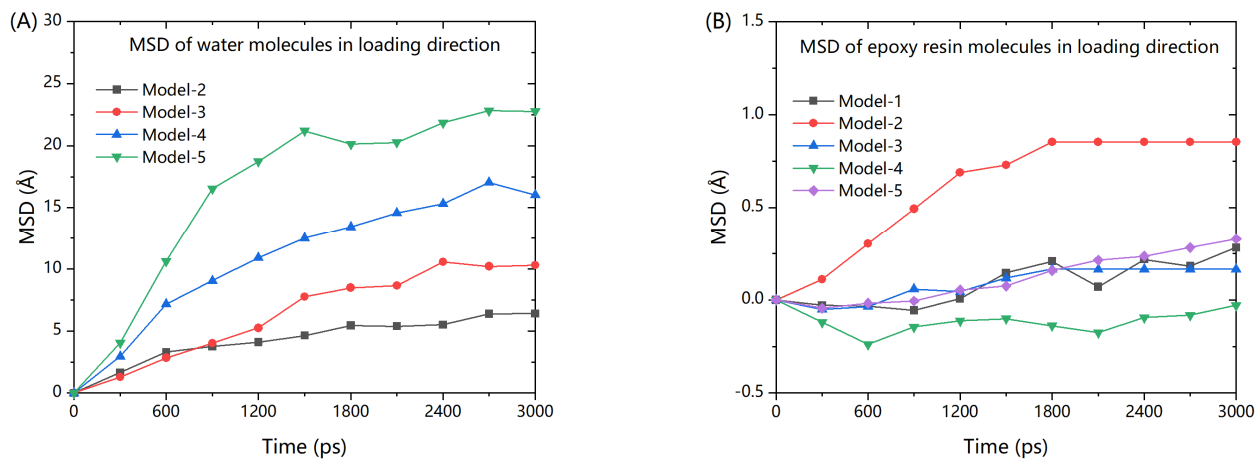 (A)
MSD of water molecules in loading direction
Model-2
Model-3
Model-4
Model-5
MSD (Å)
30
25
20
15
10
5
0
0 600 1200 1800 2400 3000
Time (ps)
(B)
MSD of epoxy resin molecules in loading direction
Model-1
Model-2
Model-3
Model-4
Model-5
MSD (Å)
1.5
1.0
0.5
0.0
-0.5
0 600 1200 1800 2400 3000
Time (ps)